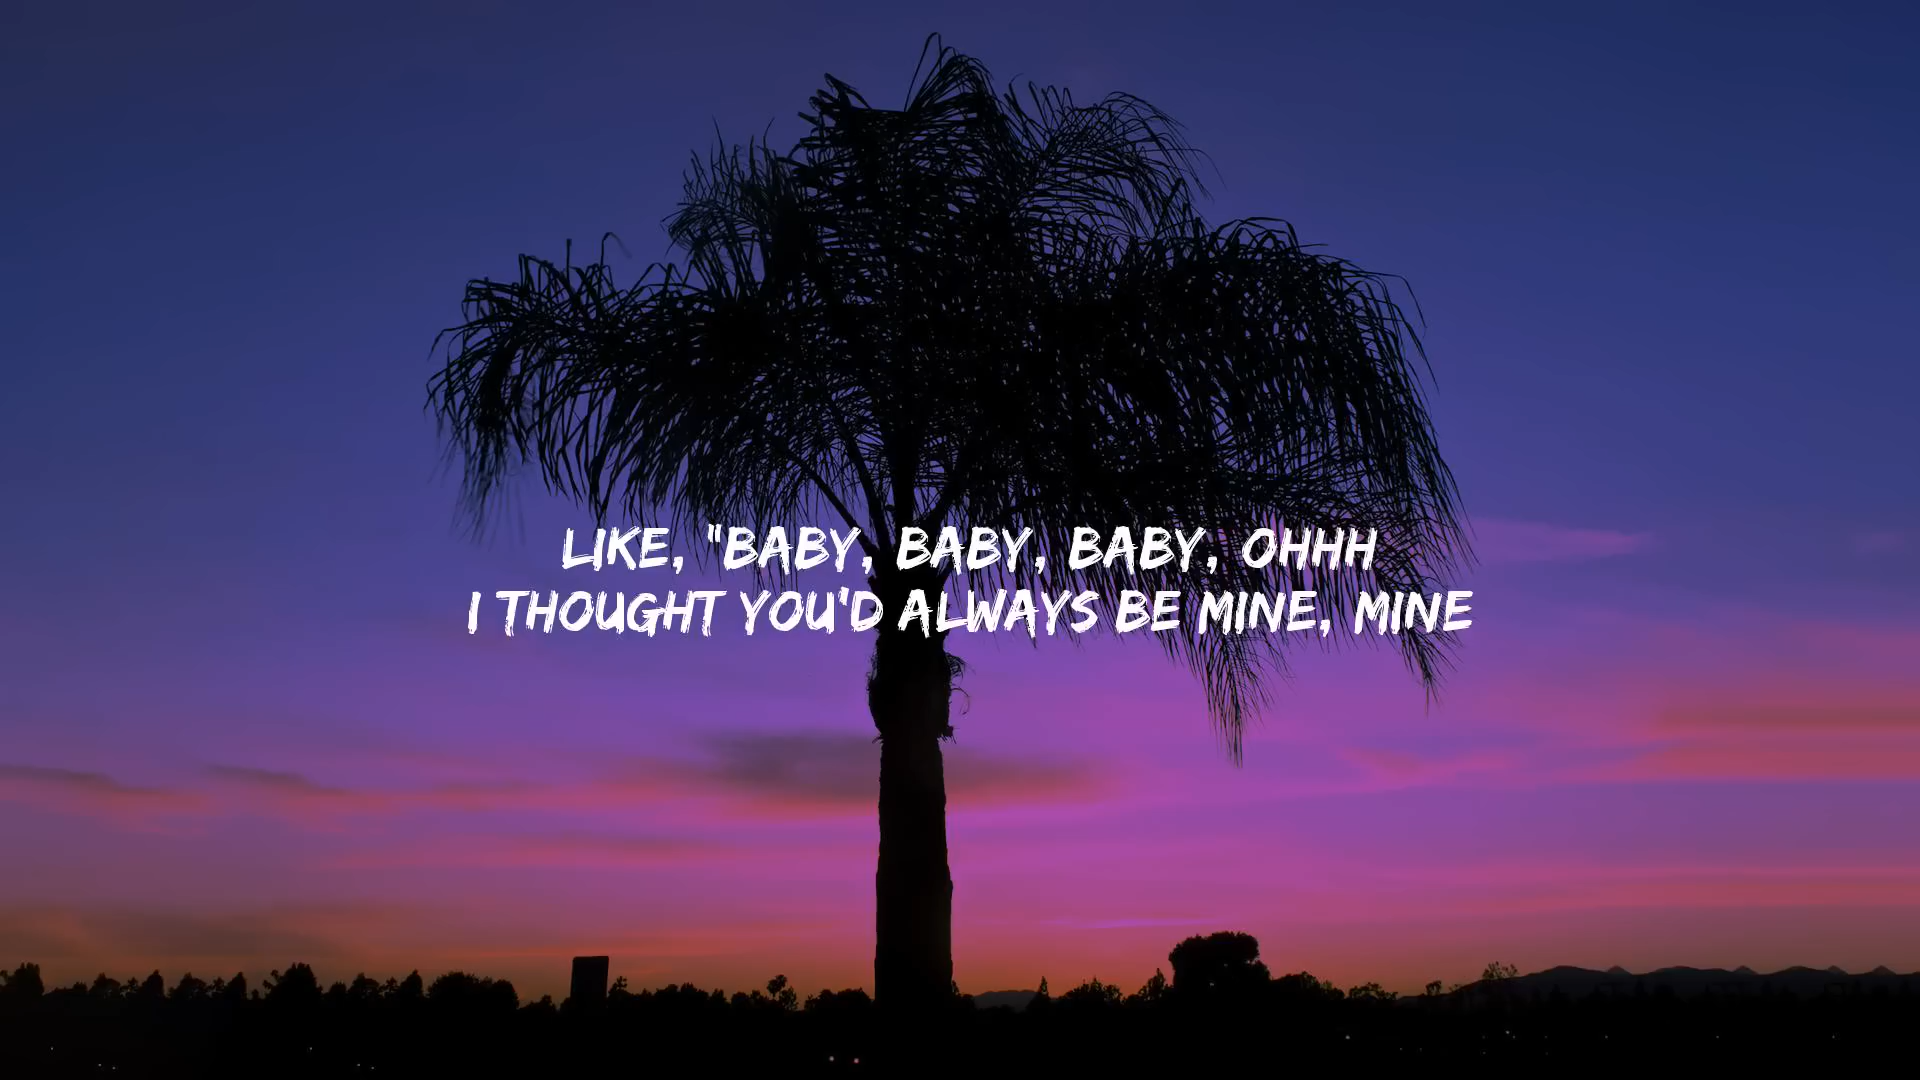 LIKE, "BABY, BABY, BABY, OHHH
I THOUGHT YOU'D ALWAYS BE MINE, MINE